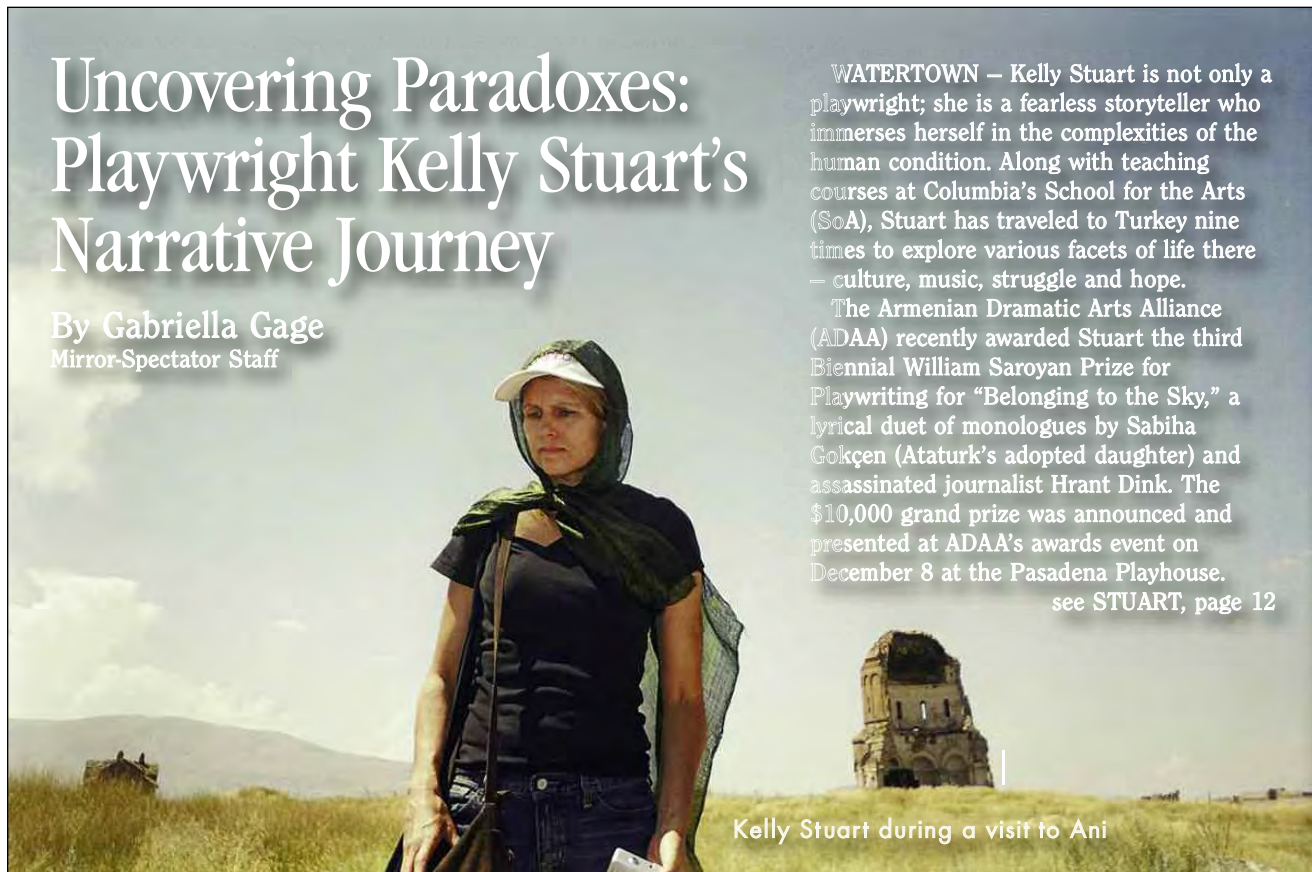 Uncovering Paradoxes:
Playwright Kelly Stuart’s
Narrative Journey
By Gabriella Gage
Mirror-Spectator Staff
WATERTOWN – Kelly Stuart is not only a
playwright; she is a fearless storyteller who
immerses herself in the complexities of the
human condition. Along with teaching
courses at Columbia’s School for the Arts
(SoA), Stuart has traveled to Turkey nine
times to explore various facets of life there
– culture, music, struggle and hope.
The Armenian Dramatic Arts Alliance
(ADAA) recently awarded Stuart the third
Biennial William Saroyan Prize for
Playwriting for “Belonging to the Sky,” a
lyrical duet of monologues by Sabiha
Gokçen (Ataturk’s adopted daughter) and
assassinated journalist Hrant Dink. The
$10,000 grand prize was announced and
presented at ADAA’s awards event on
December 8 at the Pasadena Playhouse.
see STUART, page 12
Kelly Stuart during a visit to Ani